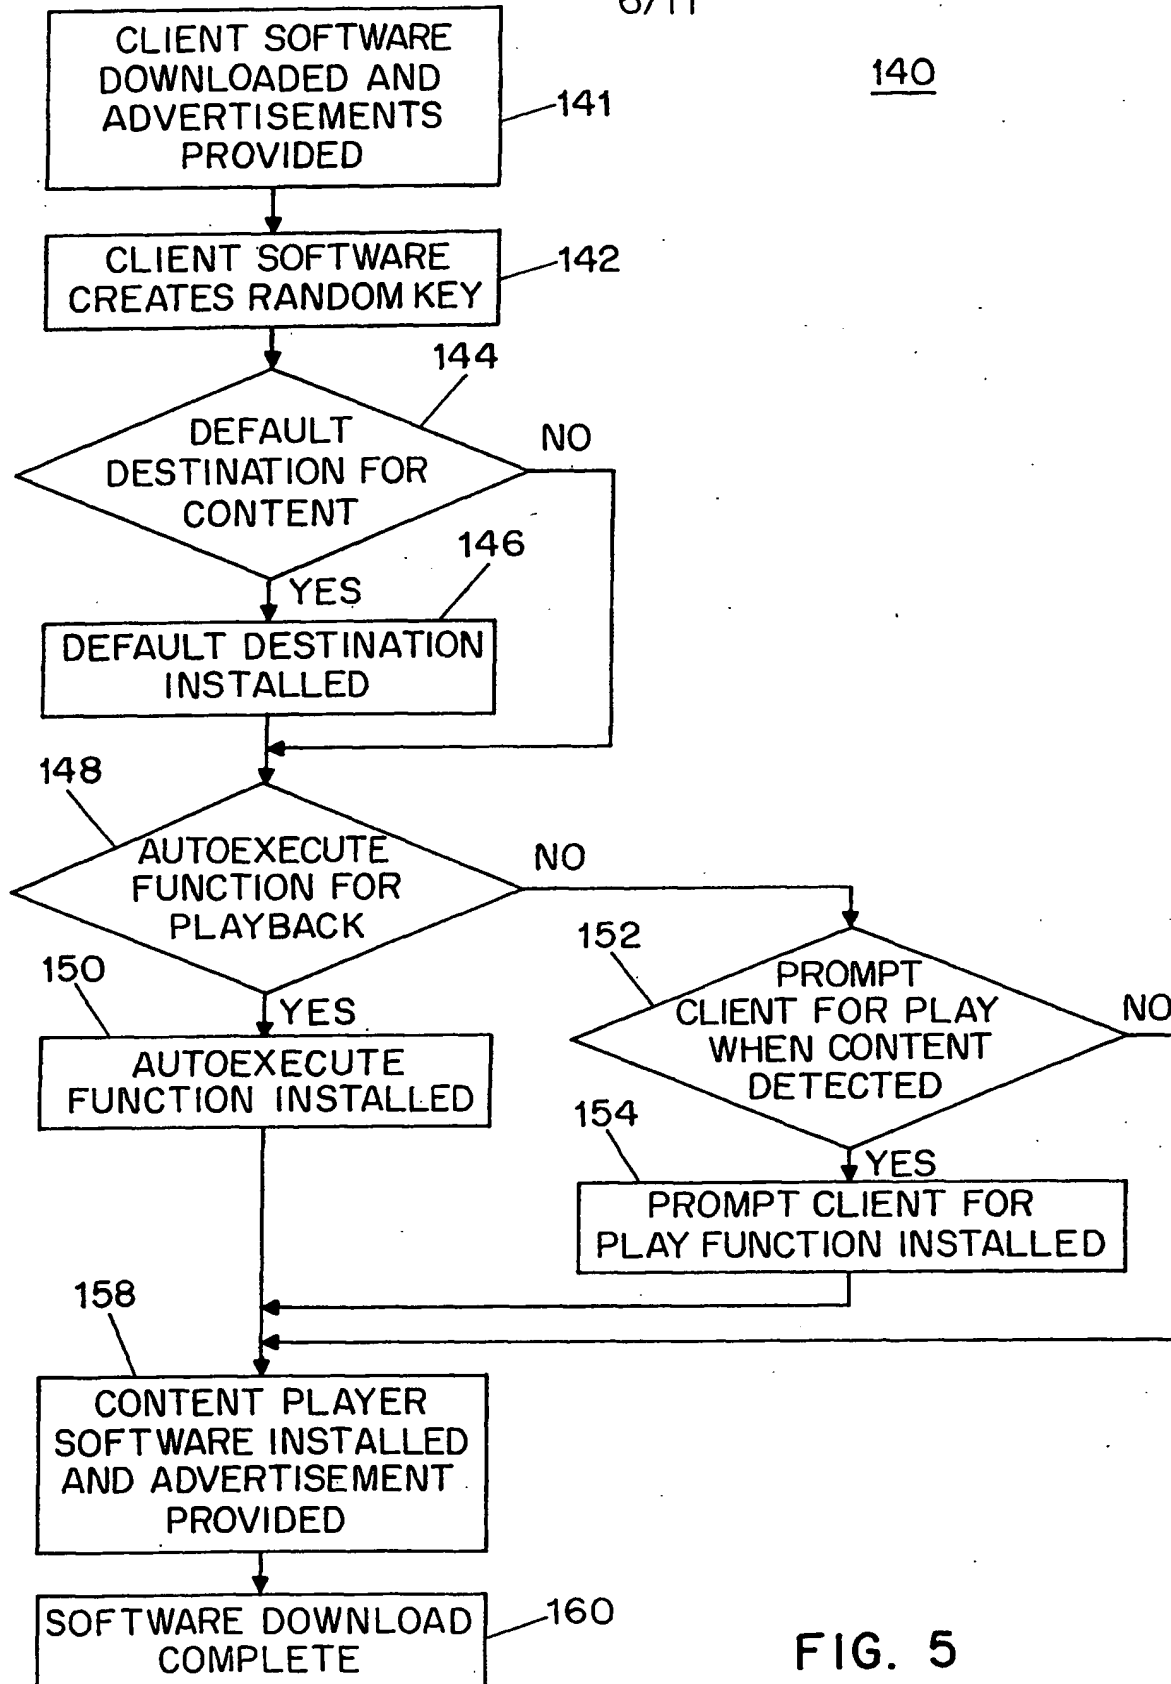 6/11
140
CLIENT SOFTWARE
DOWNLOADED AND
ADVERTISEMENTS
PROVIDED
141
CLIENT SOFTWARE
CREATES RANDOM KEY
142
144
DEFAULT
DESTINATION FOR
CONTENT
NO
YES
146
DEFAULT DESTINATION
INSTALLED
148
AUTOEXECUTE
FUNCTION FOR
PLAYBACK
NO
YES
150
AUTOEXECUTE
FUNCTION INSTALLED
152
PROMPT
CLIENT FOR PLAY
WHEN CONTENT
DETECTED
NO
YES
154
PROMPT CLIENT FOR
PLAY FUNCTION INSTALLED
158
CONTENT PLAYER
SOFTWARE INSTALLED
AND ADVERTISEMENT
PROVIDED
SOFTWARE DOWNLOAD
COMPLETE
160
FIG. 5